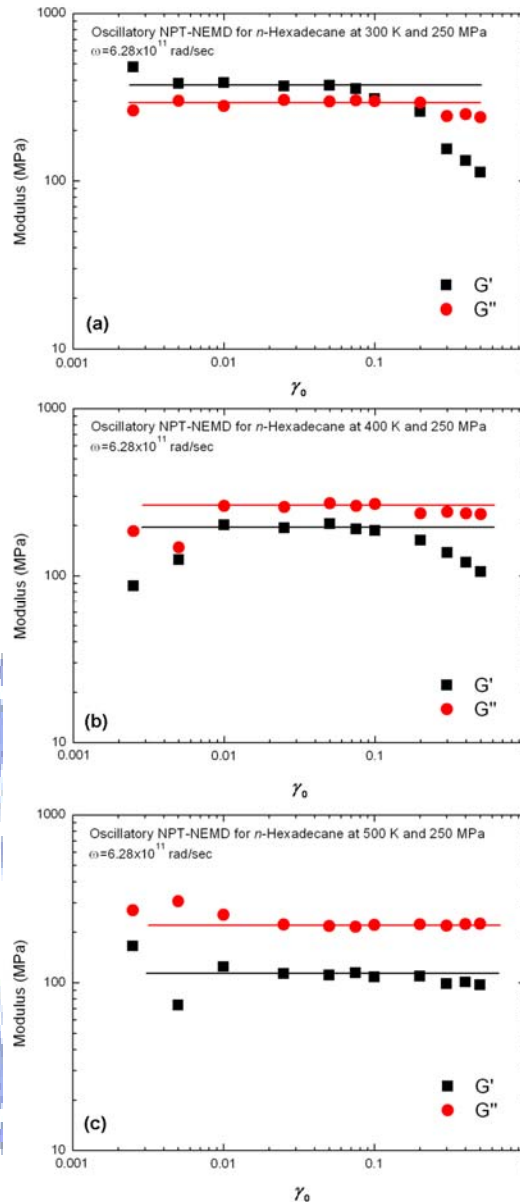 1000
Oscillatory NPT-NEMD for n-Hexadecane at 300 K and 250 MPa
ω=6.28x10¹¹ rad/sec
Modulus (MPa)
100
G'
G"
(a)
10
0.001
0.01
0.1
γ₀
1000
Oscillatory NPT-NEMD for n-Hexadecane at 400 K and 250 MPa
ω=6.28x10¹¹ rad/sec
Modulus (MPa)
100
G'
G"
(b)
10
0.001
0.01
0.1
γ₀
1000
Oscillatory NPT-NEMD for n-Hexadecane at 500 K and 250 MPa
ω=6.28x10¹¹ rad/sec
Modulus (MPa)
100
G'
G"
(c)
10
0.001
0.01
0.1
γ₀